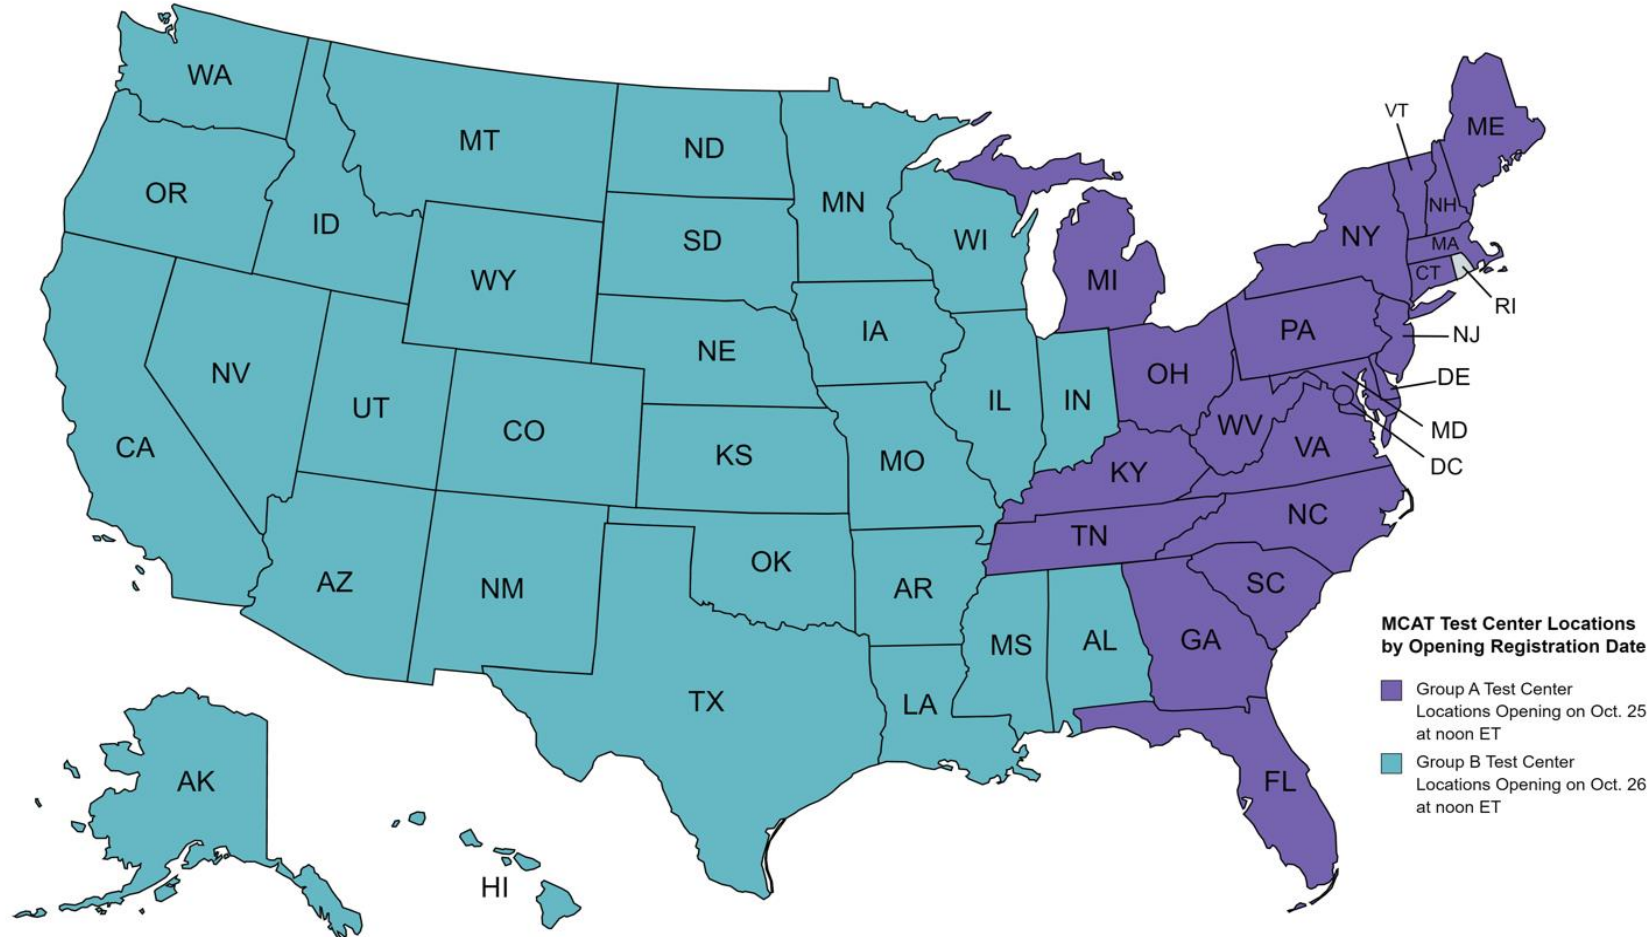 WA
MT
ND
MN
OR
ID
WY
SD
WI
MI
VT
ME
NH
NY
MA
CT
RI
NV
UT
CO
NE
IA
IL
IN
OH
PA
NJ
DE
MD
DC
CA
KS
MO
KY
WV
VA
AZ
NM
OK
AR
TN
NC
SC
TX
LA
MS
AL
GA
FL
AK
HI
MCAT Test Center Locations
by Opening Registration Date
Group A Test Center
Locations Opening on Oct. 25
at noon ET
Group B Test Center
Locations Opening on Oct. 26
at noon ET